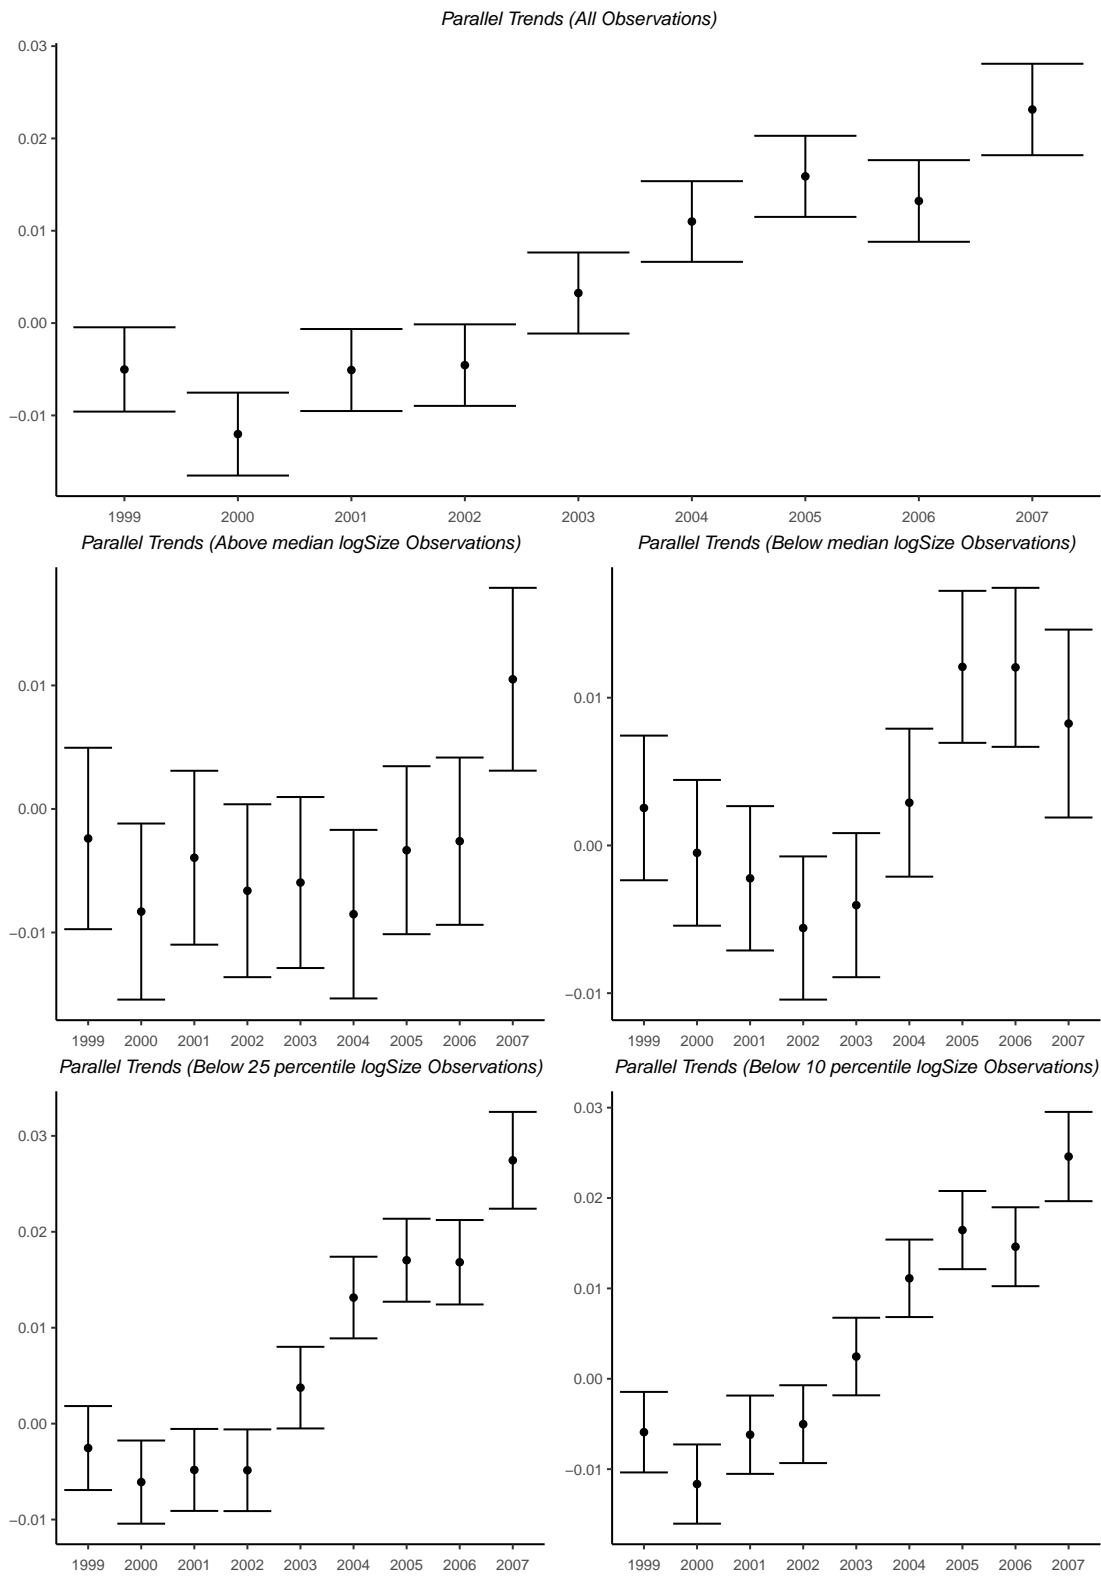 Parallel Trends (All Observations)
0.03
0.02
0.01
0.00
−0.01
1999 2000 2001 2002 2003 2004 2005 2006 2007
Parallel Trends (Above median logSize Observations)
0.01
0.00
−0.01
1999 2000 2001 2002 2003 2004 2005 2006 2007
Parallel Trends (Below median logSize Observations)
0.01
0.00
−0.01
1999 2000 2001 2002 2003 2004 2005 2006 2007
Parallel Trends (Below 25 percentile logSize Observations)
0.03
0.02
0.01
0.00
−0.01
1999 2000 2001 2002 2003 2004 2005 2006 2007
Parallel Trends (Below 10 percentile logSize Observations)
0.03
0.02
0.01
0.00
−0.01
1999 2000 2001 2002 2003 2004 2005 2006 2007